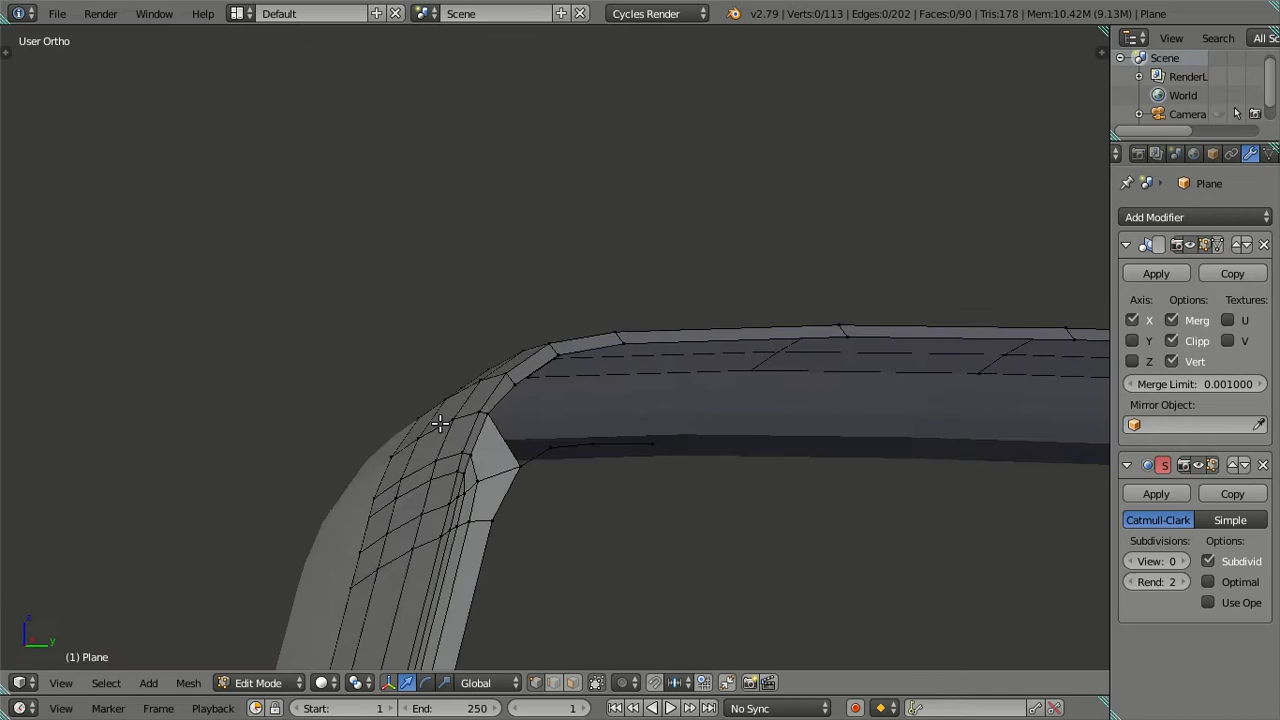 File Render Window Help Default Scene Cycles Render v2.79 | Verts:0/113 | Edges:0/202 | Faces:0/90 | Tris:178 | Mem:10.42M (9.13M) | Plane
User Ortho
View Search All Sc
Scene
RenderL
World
Camera
Plane
Add Modifier
Apply Copy
Axis: Options: Textures:
X Merg U
Y Clipp V
Z Vert
Merge Limit: 0.001000
Mirror Object:
S
Apply Copy
Catmull-Clark Simple
Subdivisions: Options:
View: 0 Subdivid
Rend: 2 Optimal
Use Ope
z
y
(1) Plane
View Select Add Mesh Edit Mode Global
View Marker Frame Playback Start: 1 End: 250 1 No Sync